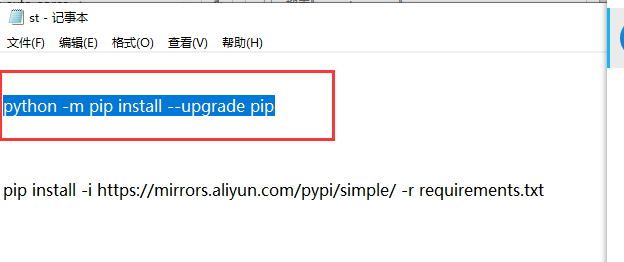 st - 记事本
文件(F) 编辑(E) 格式(O) 查看(V) 帮助(H)
python -m pip install --upgrade pip
pip install -i https://mirrors.aliyun.com/pypi/simple/ -r requirements.txt